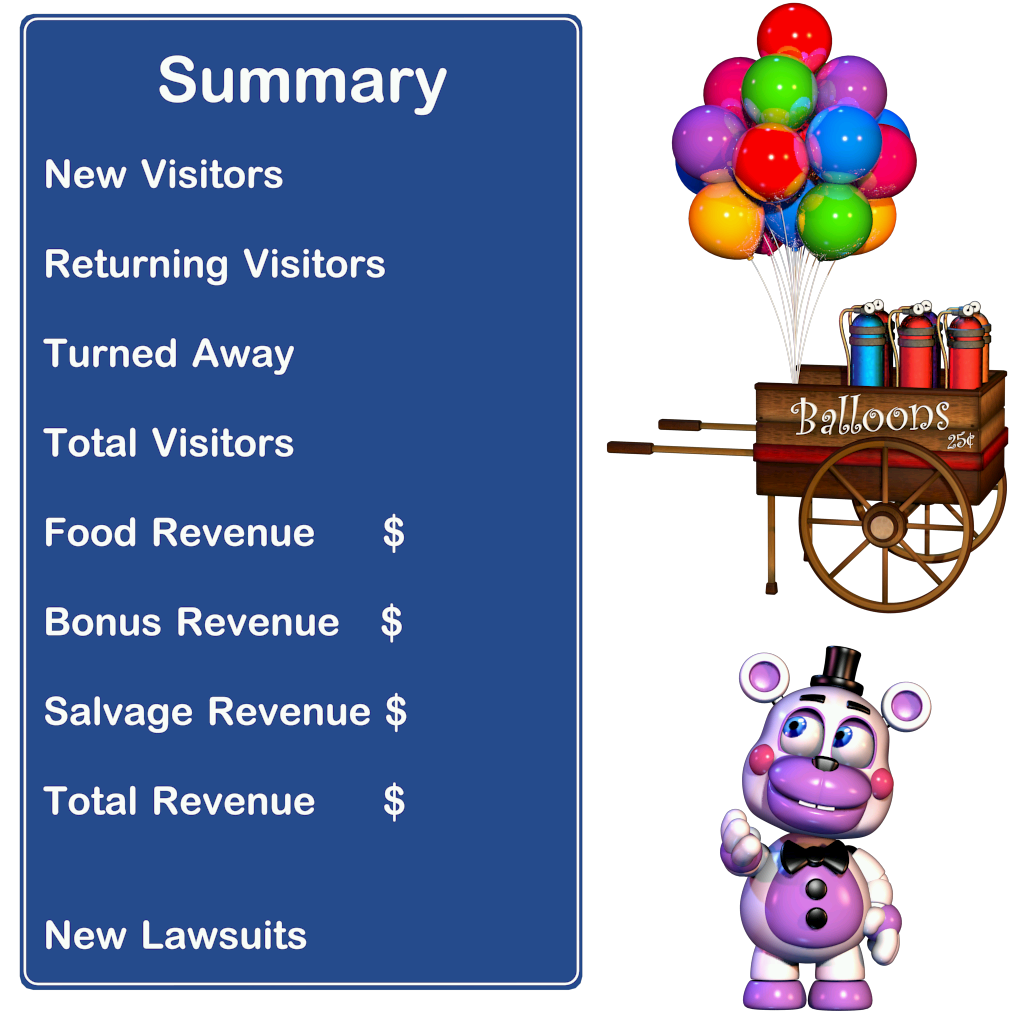 Summary
New Visitors
Returning Visitors
Turned Away
Total Visitors
Food Revenue $
Bonus Revenue $
Salvage Revenue $
Total Revenue $
New Lawsuits
Balloons
25¢